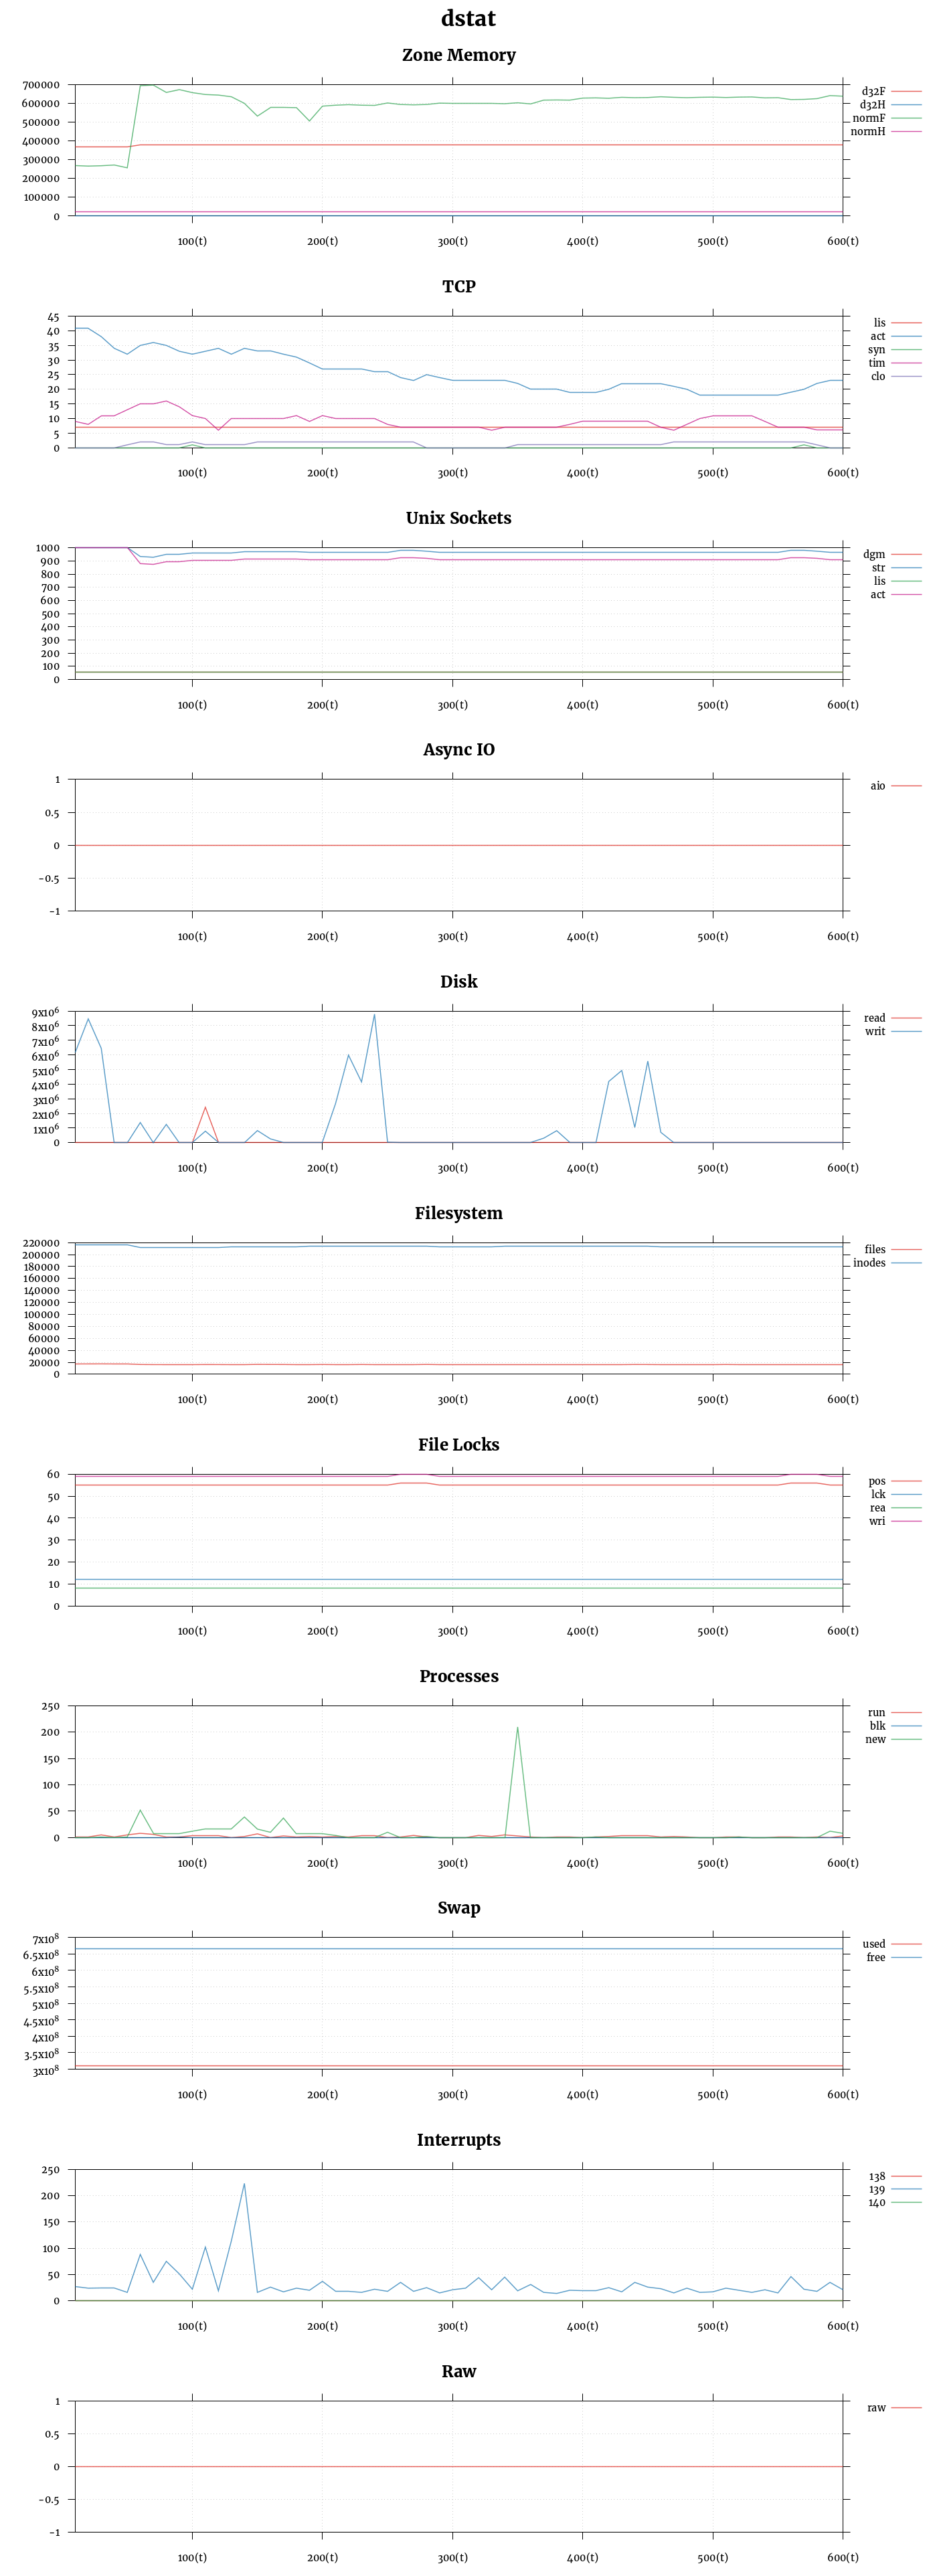 dstat
Zone Memory
700000
600000
500000
400000
300000
200000
100000
0
100(t) 200(t) 300(t) 400(t) 500(t) 600(t)
d32F
d32H
normF
normH
TCP
45
40
35
30
25
20
15
10
5
0
100(t) 200(t) 300(t) 400(t) 500(t) 600(t)
lis
act
syn
tim
clo
Unix Sockets
1000
900
800
700
600
500
400
300
200
100
0
100(t) 200(t) 300(t) 400(t) 500(t) 600(t)
dgm
str
lis
act
Async IO
1
0.5
0
-0.5
-1
100(t) 200(t) 300(t) 400(t) 500(t) 600(t)
aio
Disk
9x10⁶
8x10⁶
7x10⁶
6x10⁶
5x10⁶
4x10⁶
3x10⁶
2x10⁶
1x10⁶
0
100(t) 200(t) 300(t) 400(t) 500(t) 600(t)
read
writ
Filesystem
220000
200000
180000
160000
140000
120000
100000
80000
60000
40000
20000
0
100(t) 200(t) 300(t) 400(t) 500(t) 600(t)
files
inodes
File Locks
60
50
40
30
20
10
0
100(t) 200(t) 300(t) 400(t) 500(t) 600(t)
pos
lck
rea
wri
Processes
250
200
150
100
50
0
100(t) 200(t) 300(t) 400(t) 500(t) 600(t)
run
blk
new
Swap
7x10⁸
6.5x10⁸
6x10⁸
5.5x10⁸
5x10⁸
4.5x10⁸
4x10⁸
3.5x10⁸
3x10⁸
100(t) 200(t) 300(t) 400(t) 500(t) 600(t)
used
free
Interrupts
250
200
150
100
50
0
100(t) 200(t) 300(t) 400(t) 500(t) 600(t)
138
139
140
Raw
1
0.5
0
-0.5
-1
100(t) 200(t) 300(t) 400(t) 500(t) 600(t)
raw